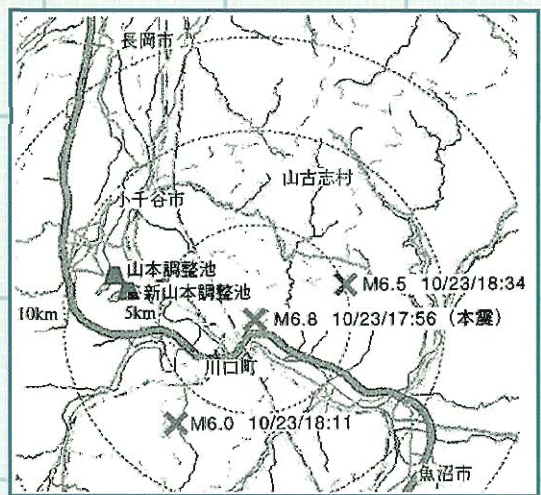 長岡市
山古志村
小千谷市
山本調整池
新山本調整池
M6.5 10/23/18:34
10km
5km
M6.8 10/23/17:56（本震）
川口町
M6.0 10/23/18:11
魚沼市